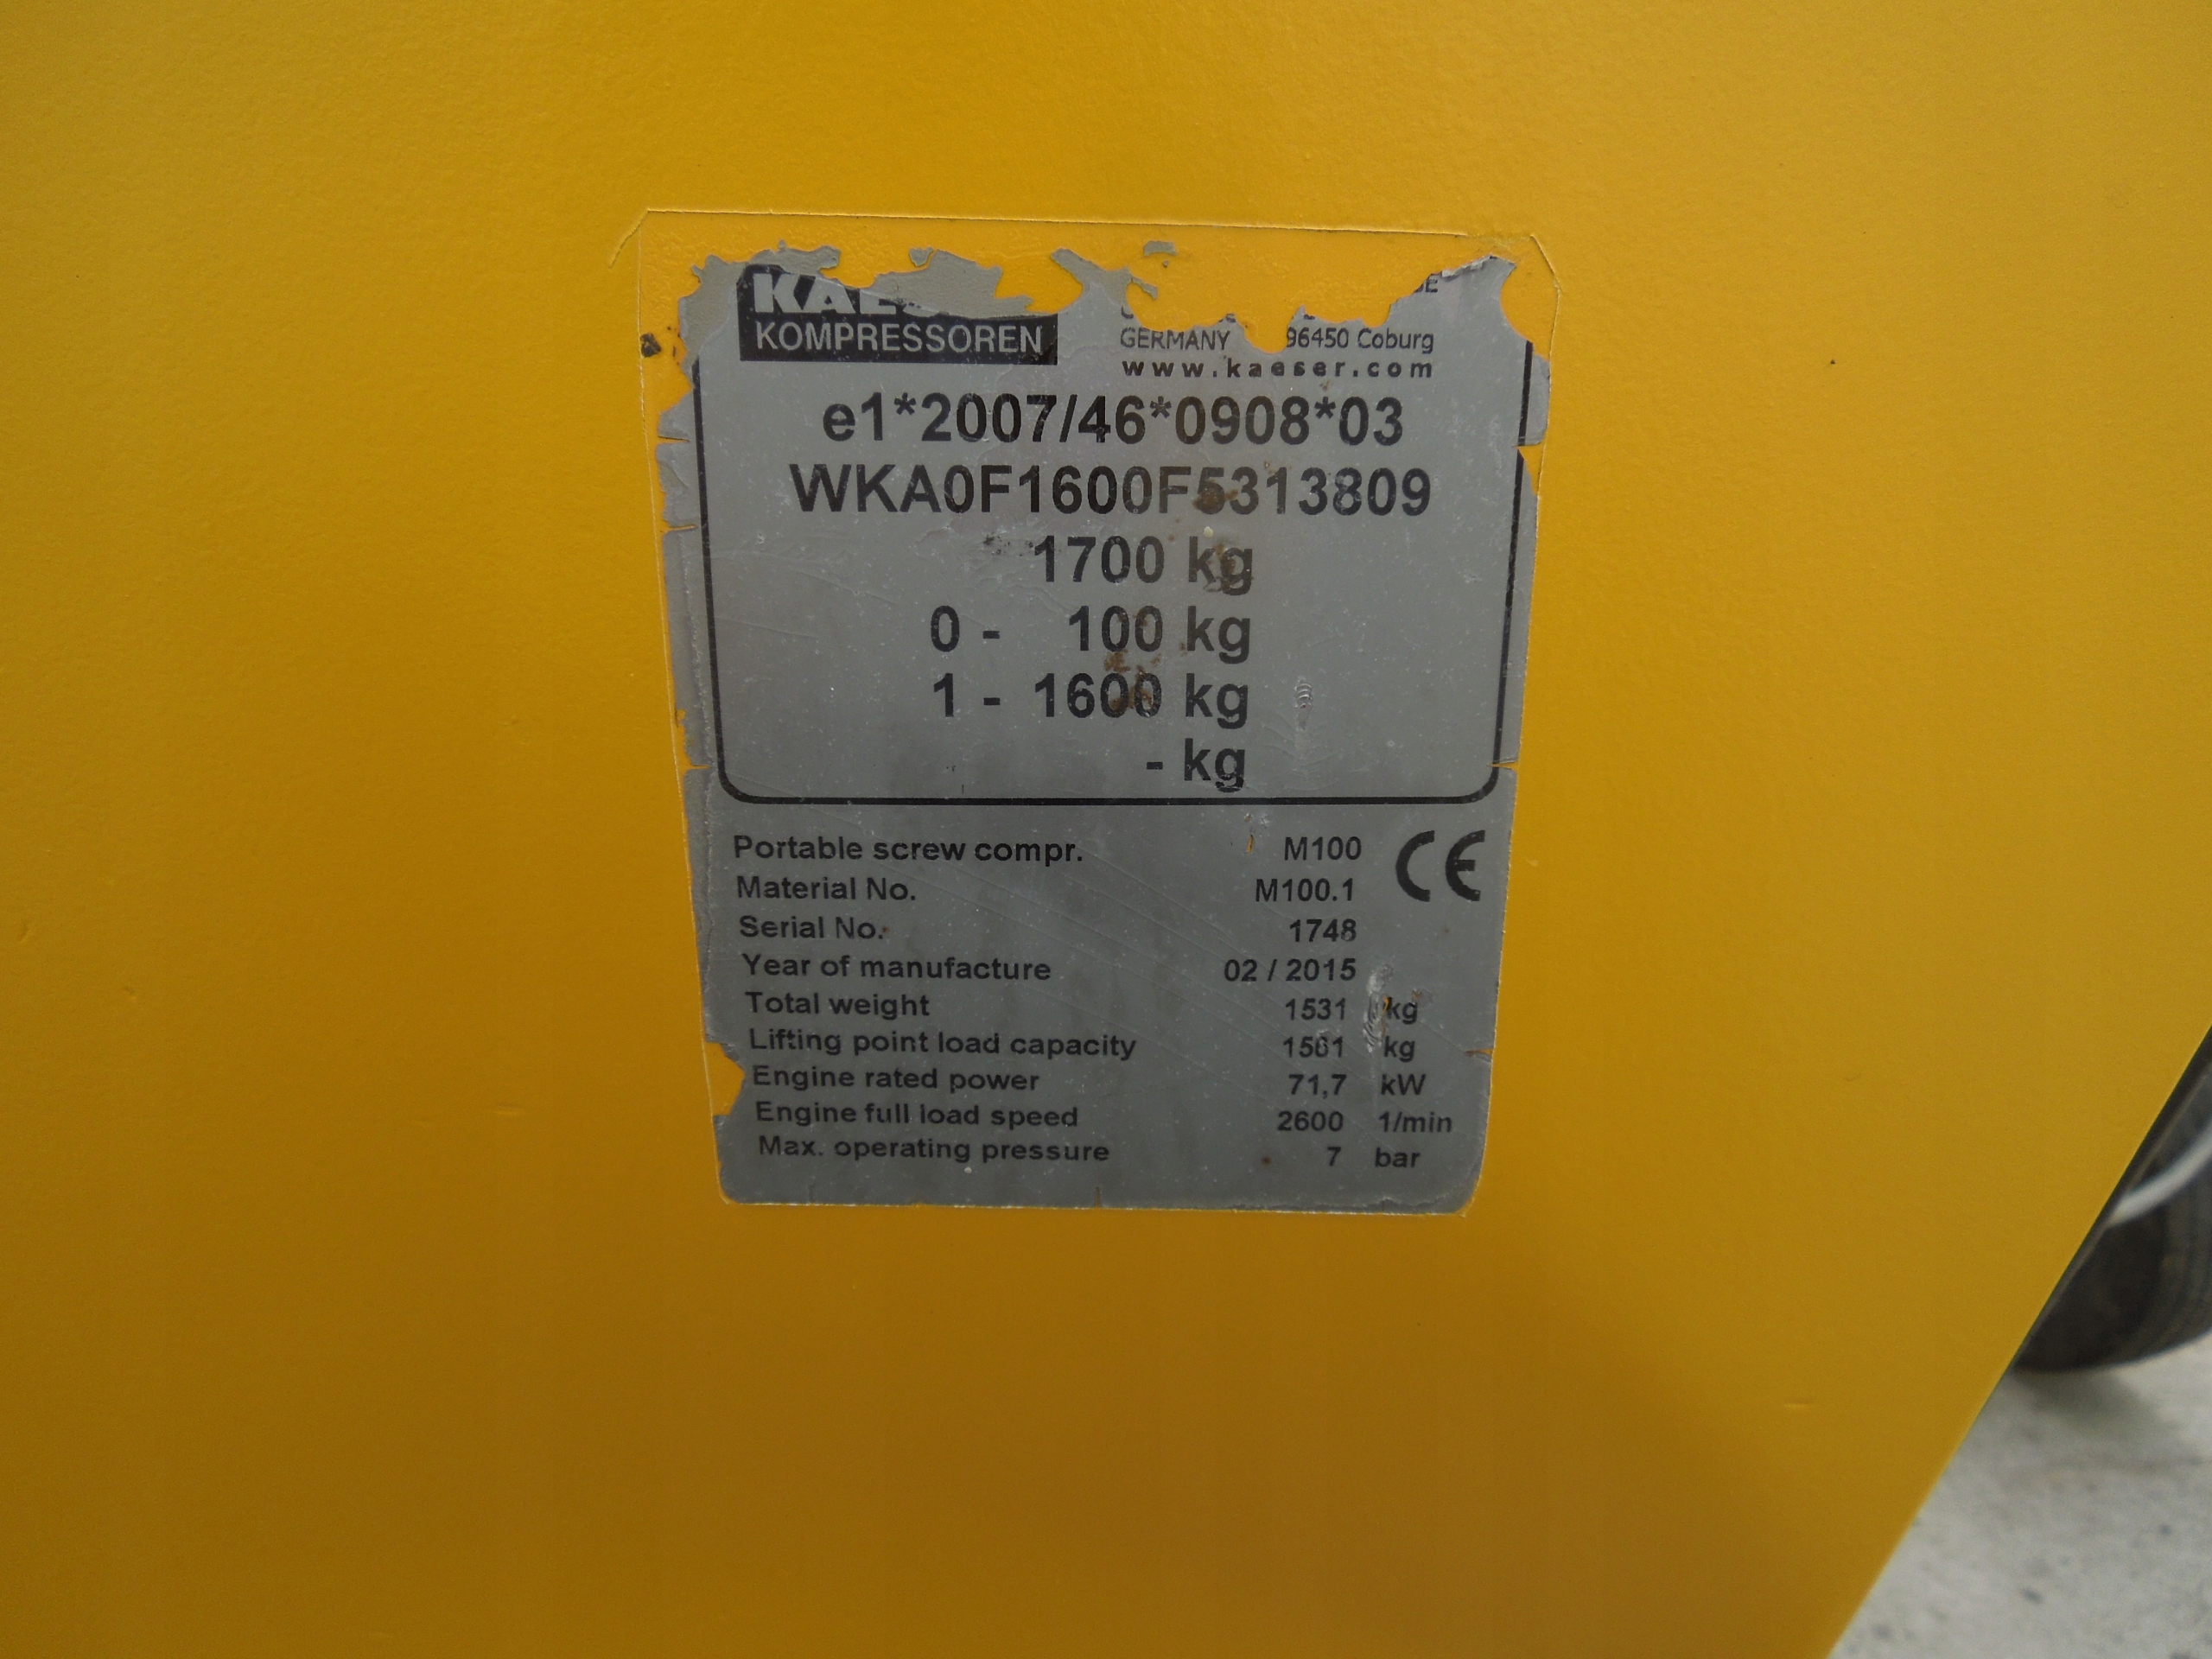 KOMPRESSOREN
GERMANY 96450 Coburg
www.kaeser.com
e1*2007/46*0908*03
WKA0F1600F5313809
1700 kg
0 - 100 kg
1 - 1600 kg
- kg
Portable screw compr. M100 CE
Material No. M100.1
Serial No. 1748
Year of manufacture 02 / 2015
Total weight 1531 kg
Lifting point load capacity kg
Engine rated power 71,7 kW
Engine full load speed 2600 1/min
Max. operating pressure 7 bar